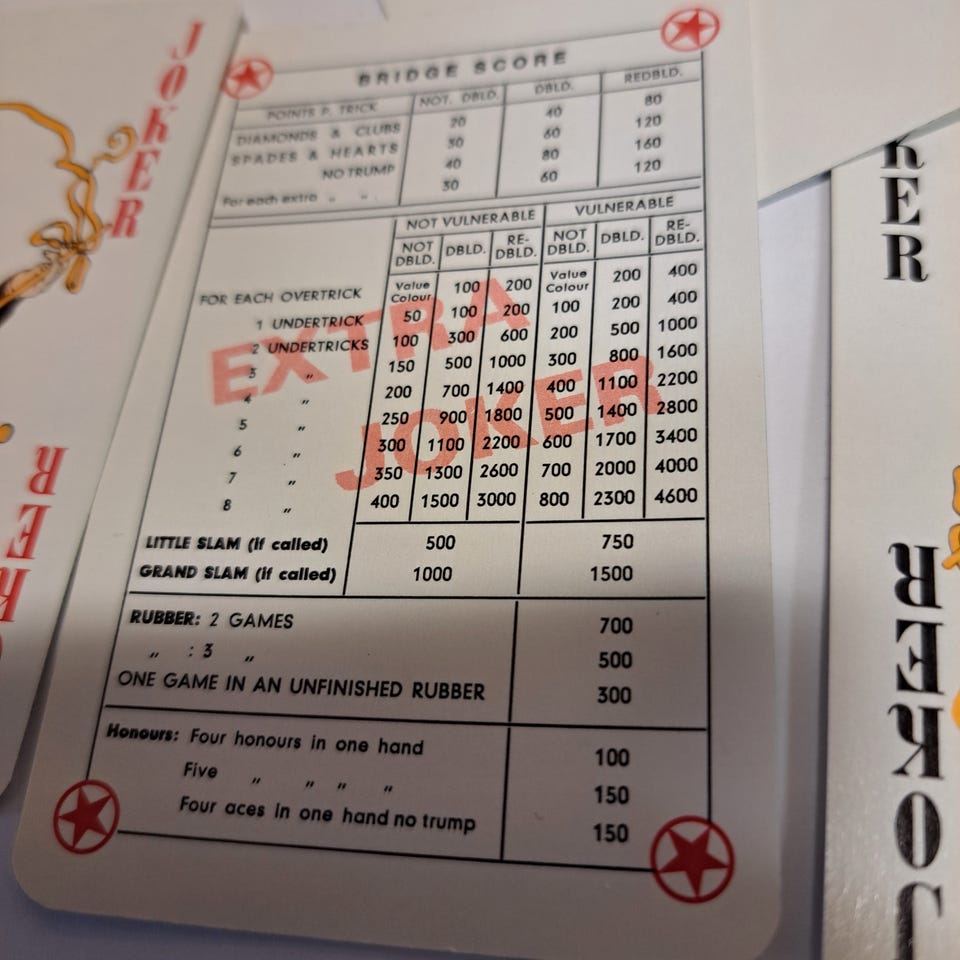 JOKER
BRIDGE SCORE
POINTS P. TRICK NOT. DBLD. DBLD. REDBLD.
DIAMONDS & CLUBS 20 40 80
SPADES & HEARTS 30 60 120
NO TRUMP 40 80 160
For each extro " " . 30 60 120
NOT VULNERABLE VULNERABLE
NOT DBLD. DBLD. RE-DBLD. NOT DBLD. DBLD. RE-DBLD.
FOR EACH OVERTRICK Value Colour 100 200 Value Colour 200 400
1 UNDERTRICK 50 100 200 100 200 400
2 UNDERTRICKS 100 300 600 200 500 1000
3 " 150 500 1000 300 800 1600
4 " 200 700 1400 400 1100 2200
5 " 250 900 1800 500 1400 2800
6 " 300 1100 2200 600 1700 3400
7 " 350 1300 2600 700 2000 4000
8 " 400 1500 3000 800 2300 4600
EXTRA
JOKER
LITTLE SLAM (if called) 500 750
GRAND SLAM (if called) 1000 1500
RUBBER: 2 GAMES 700
" : 3 " 500
ONE GAME IN AN UNFINISHED RUBBER 300
Honours: Four honours in one hand 100
Five " " " " 150
Four aces in one hand no trump 150
KER
JOKER
KER